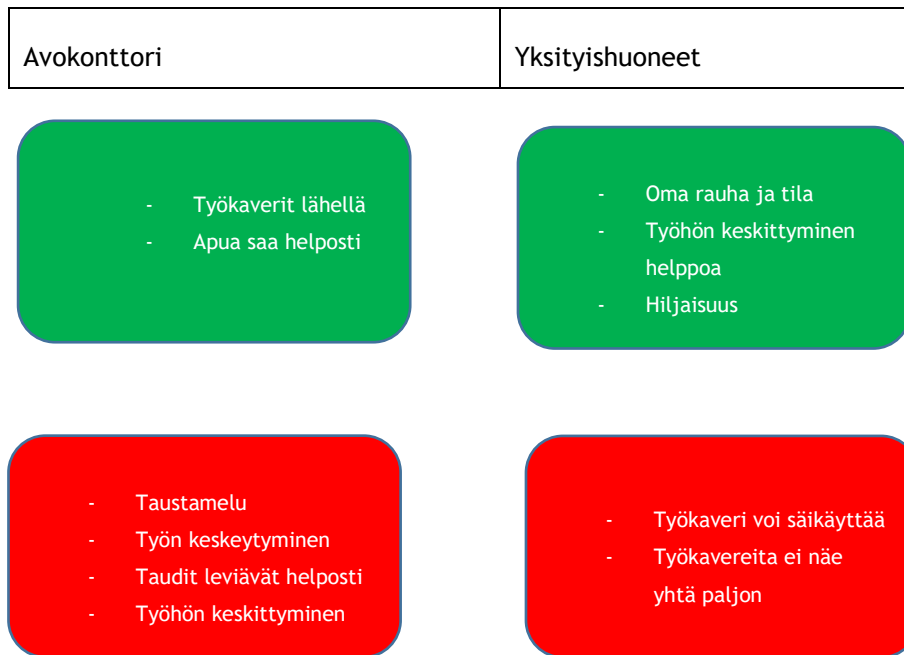 Avokonttori
Yksityishuoneet
- Työkaverit lähellä
- Apua saa helposti
- Oma rauha ja tila
- Työhön keskittyminen
helppoa
- Hiljaisuus
- Taustamelu
- Työn keskeytyminen
- Taudit leviävät helposti
- Työhön keskittyminen
- Työkaveri voi säikäyttää
- Työkavereita ei näe
yhtä paljon